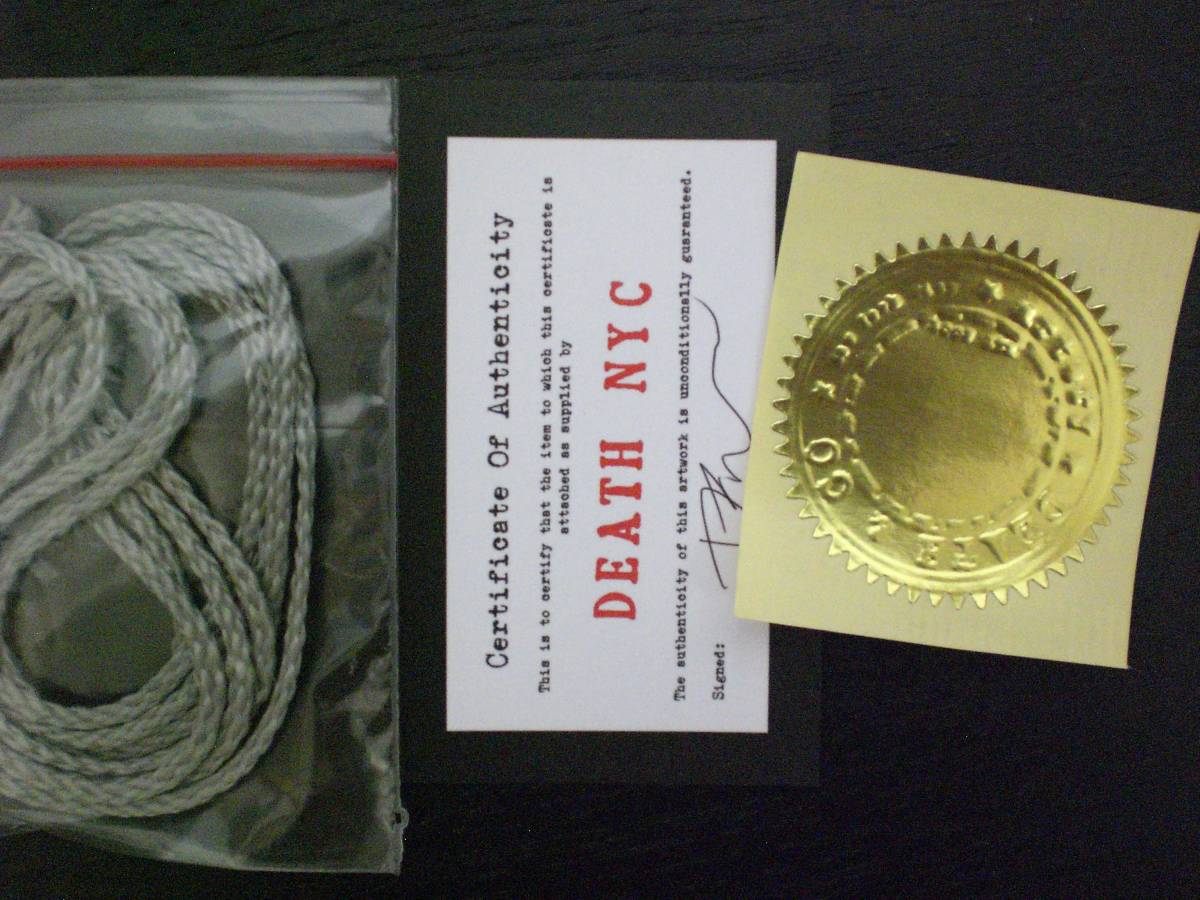 Certificate Of Authenticity
This is to certify that the item to which this certificate is
attached as supplied by
DEATH NYC
The authenticity of this artwork is unconditionally guaranteed.
Signed: